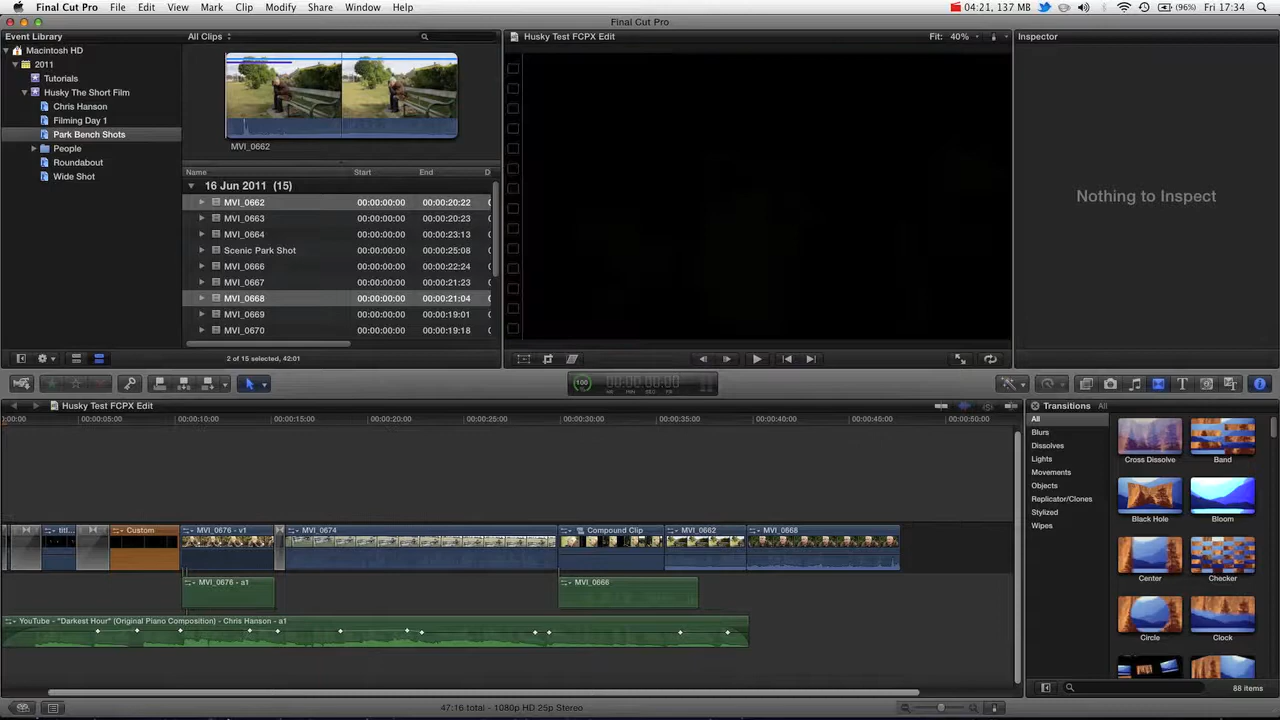 Final Cut Pro File Edit View Mark Clip Modify Share Window Help 04:21, 137 MB (96%) Fri 17:34
Final Cut Pro
Event Library All Clips Husky Test FCPX Edit Fit: 40% Inspector
Macintosh HD
2011
Tutorials
Husky The Short Film
Chris Hanson
Filming Day 1
Park Bench Shots
People
Roundabout
Wide Shot
MVI_0662
Name Start End D
16 Jun 2011 (15)
MVI_0662 00:00:00:00 00:00:20:22
MVI_0663 00:00:00:00 00:00:20:23
MVI_0664 00:00:00:00 00:00:23:13
Scenic Park Shot 00:00:00:00 00:00:25:08
MVI_0666 00:00:00:00 00:00:22:24
MVI_0667 00:00:00:00 00:00:21:23
MVI_0668 00:00:00:00 00:00:21:04
MVI_0669 00:00:00:00 00:00:19:01
MVI_0670 00:00:00:00 00:00:19:18
2 of 15 selected, 42:01
Nothing to Inspect
100 00:00:00:00
Husky Test FCPX Edit
:00:00 00:00:05:00 00:00:10:00 00:00:15:00 00:00:20:00 00:00:25:00 00:00:30:00 00:00:35:00 00:00:40:00 00:00:45:00 00:00:50:00
titl Custom MVI_0676 - v1 MVI_0674 Compound Clip MVI_0662 MVI_0668
MVI_0676 - a1 MVI_0666
YouTube - "Darkest Hour" (Original Piano Composition) - Chris Hanson - a1
Transitions All
All
Blurs
Dissolves
Lights
Movements
Objects
Replicator/Clones
Stylized
Wipes
Cross Dissolve Band
Black Hole Bloom
Center Checker
Circle Clock
88 items
47:16 total - 1080p HD 25p Stereo